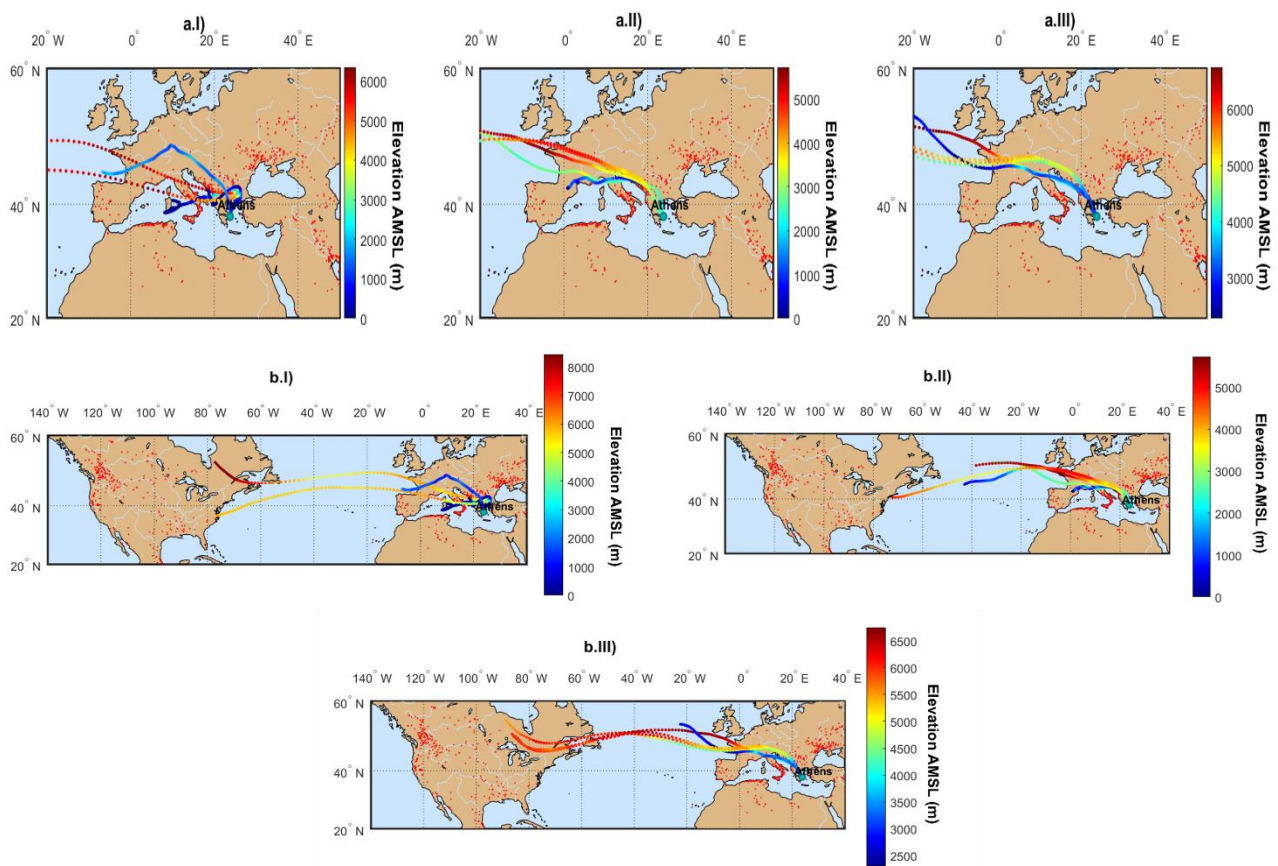 a.I)
20° W 0° 20° E 40° E
60° N
40° N
20° N
Athens
6000
5000
4000
3000
2000
1000
0
Elevation AMSL (m)
a.II)
20° W 0° 20° E 40° E
60° N
40° N
20° N
Athens
5000
4000
3000
2000
1000
0
Elevation AMSL (m)
a.III)
20° W 0° 20° E 40° E
60° N
40° N
20° N
Athens
6000
5000
4000
3000
Elevation AMSL (m)
b.I)
140° W 120° W 100° W 80° W 60° W 40° W 20° W 0° 20° E 40° E
60° N
40° N
20° N
Athens
8000
7000
6000
5000
4000
3000
2000
1000
0
Elevation AMSL (m)
b.II)
140° W 120° W 100° W 80° W 60° W 40° W 20° W 0° 20° E 40° E
60° N
40° N
20° N
Athens
5000
4000
3000
2000
1000
0
Elevation AMSL (m)
b.III)
140° W 120° W 100° W 80° W 60° W 40° W 20° W 0° 20° E 40° E
60° N
40° N
20° N
Athens
6500
6000
5500
5000
4500
4000
3500
3000
2500
Elevation AMSL (m)